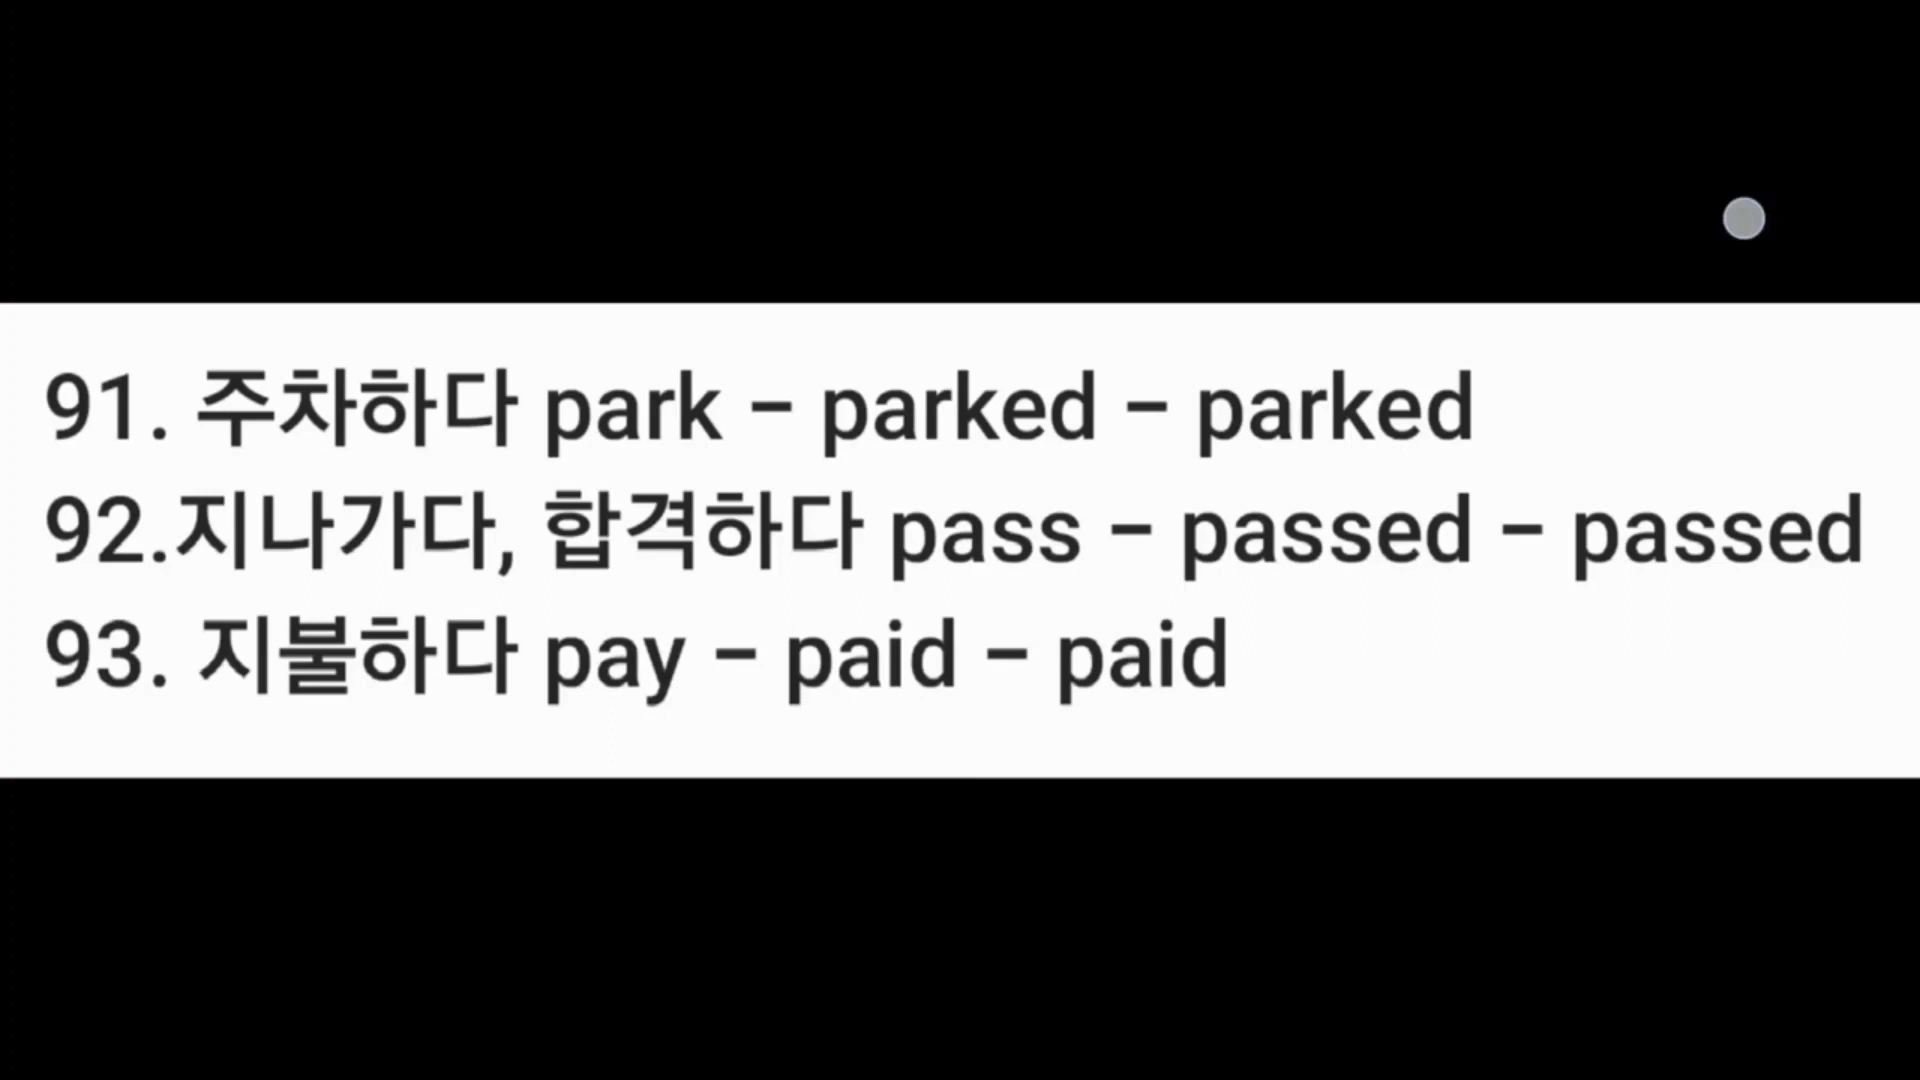 91. 주차하다 park - parked - parked
92.지나가다, 합격하다 pass - passed - passed
93. 지불하다 pay - paid - paid